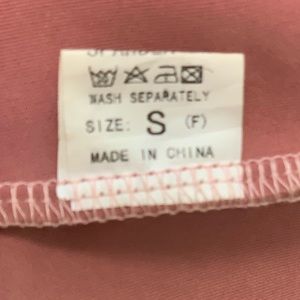 WASH SEPARATELY
SIZE: S (F)
MADE IN CHINA